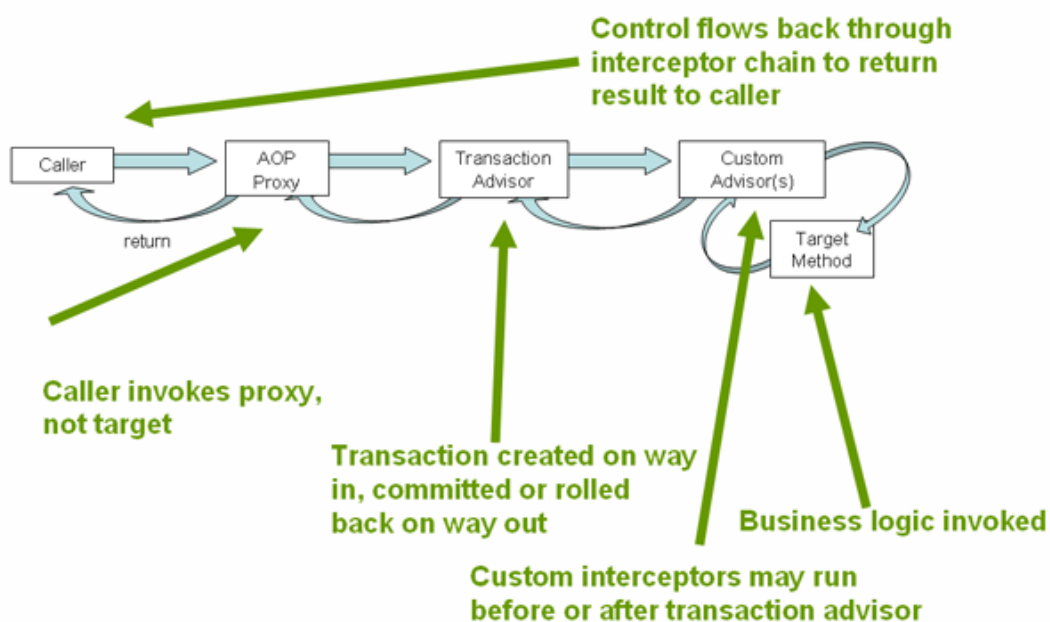 Control flows back through
interceptor chain to return
result to caller
Caller
AOP
Proxy
Transaction
Advisor
Custom
Advisor(s)
return
Target
Method
Caller invokes proxy,
not target
Transaction created on way
in, committed or rolled
back on way out
Business logic invoked
Custom interceptors may run
before or after transaction advisor